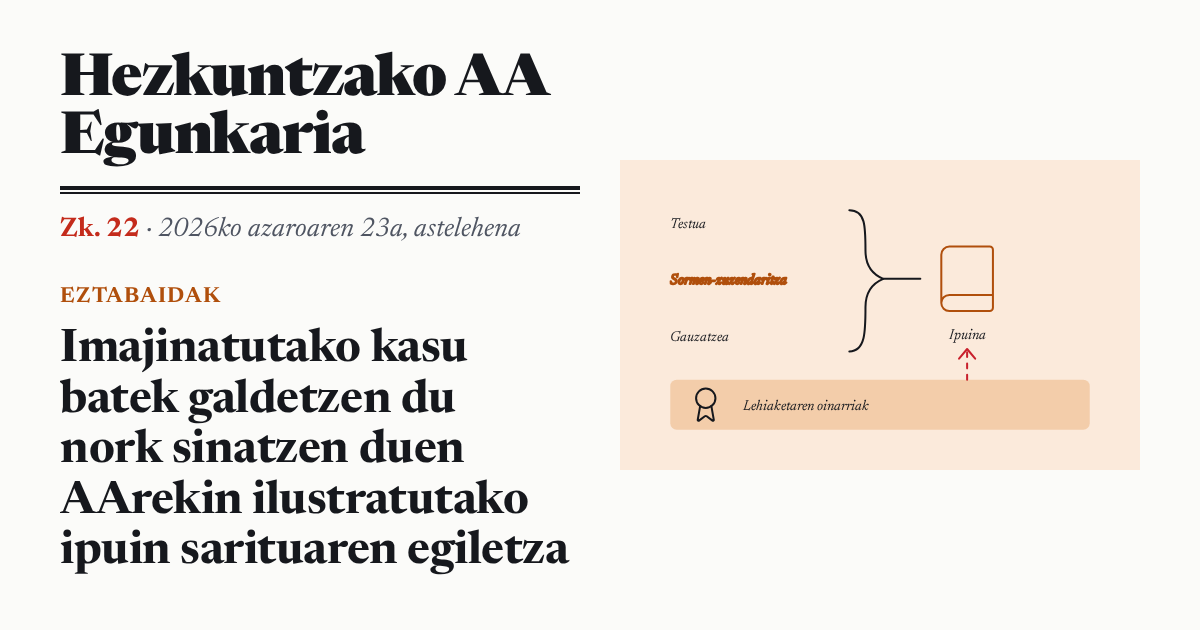 Hezkuntzako AA
Egunkaria
Zk. 22 · 2026ko azaroaren 23a, astelehena
EZTABAIDAK
Imajinatutako kasu
batek galdetzen du
nork sinatzen duen
AArekin ilustratutako
ipuin sarituaren egiletza
Testua
Sormen-zuzendaritza
Gauzatzea
Ipuina
Lehiaketaren oinarriak